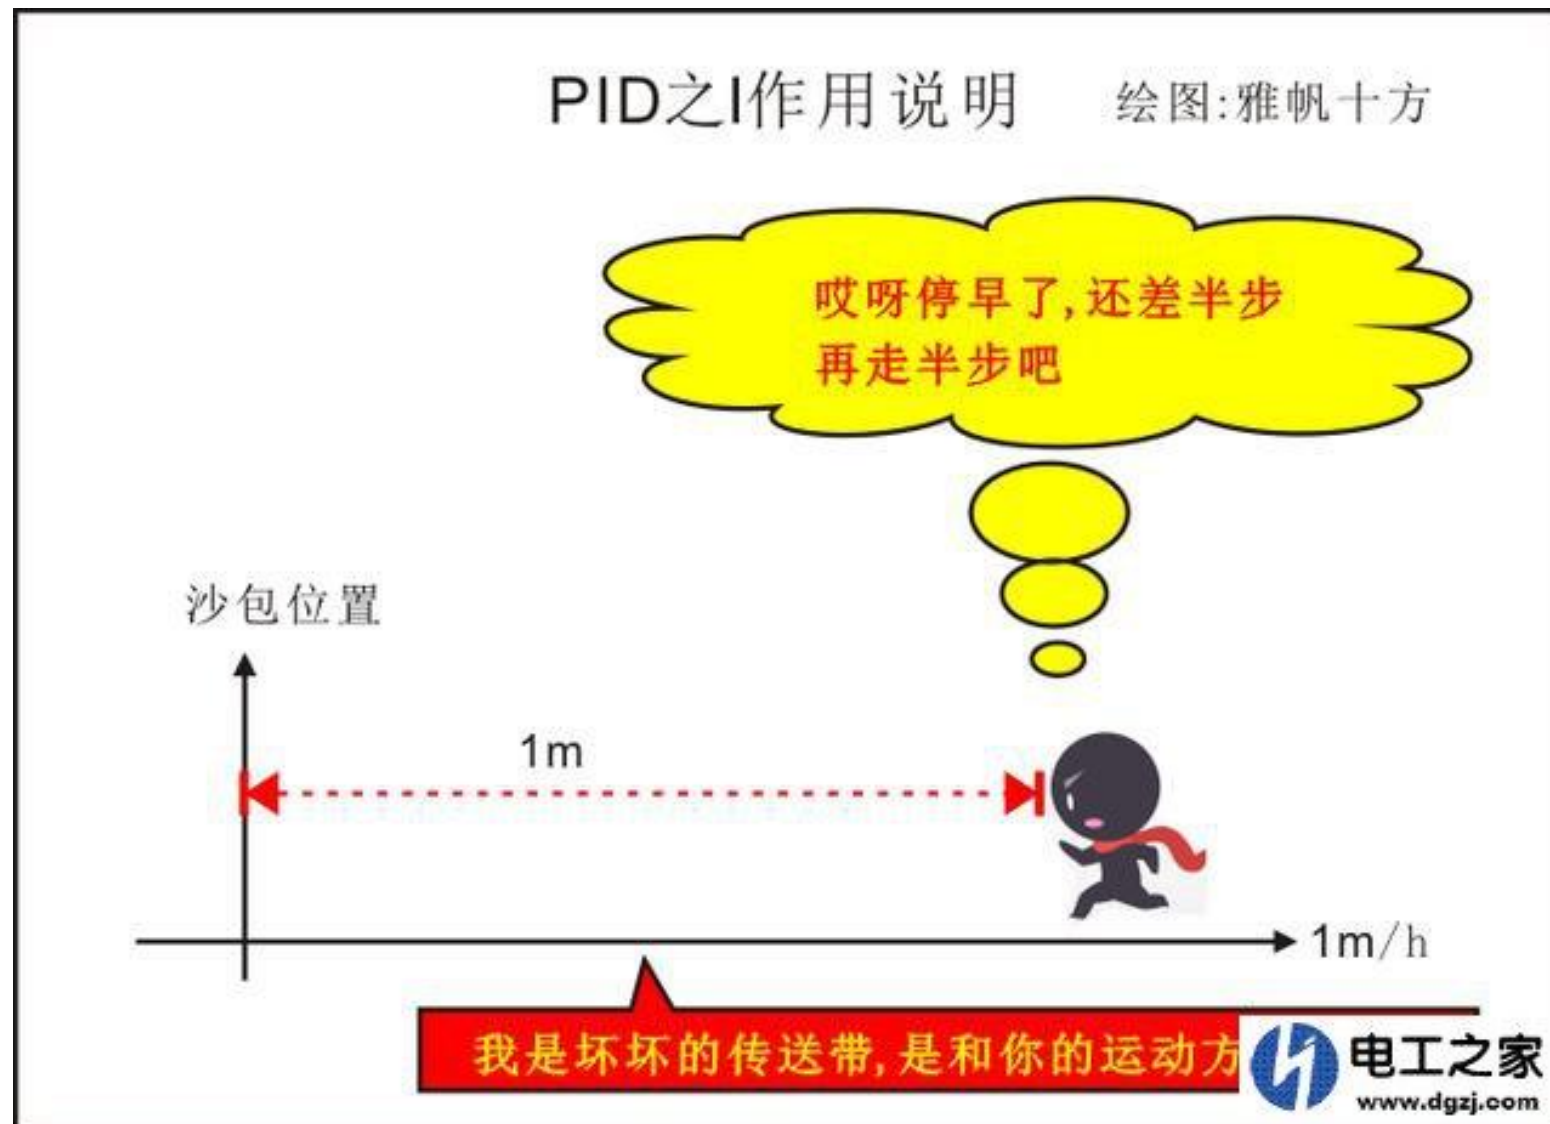 PID之I作用说明
绘图:雅帆十方
哎呀停早了,还差半步
再走半步吧
沙包位置
1m
1m/h
我是坏坏的传送带,是和你的运动方
电工之家
www.dgzj.com